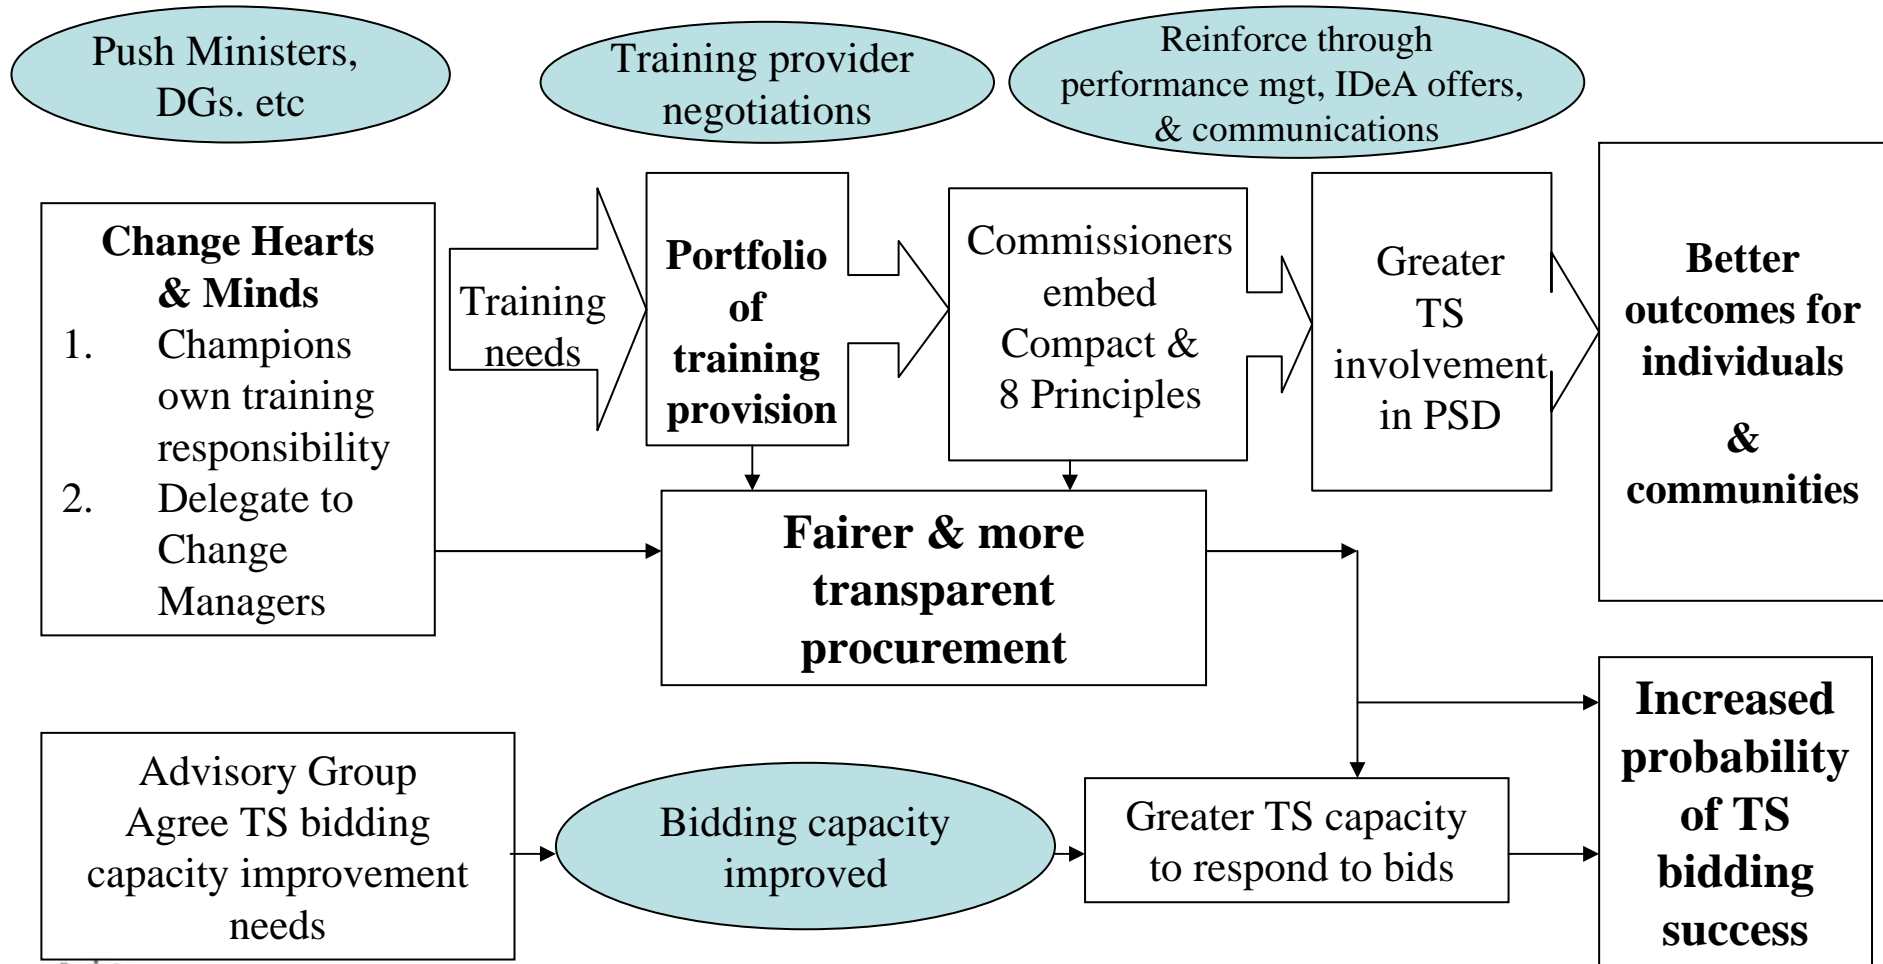 Push Ministers,
DGs. etc
Training provider
negotiations
Reinforce through
performance mgt, IDeA offers,
& communications
Change Hearts
& Minds
1. Champions
own training
responsibility
2. Delegate to
Change
Managers
Training
needs
Portfolio
of
training
provision
Commissioners
embed
Compact &
8 Principles
Greater
TS
involvement
in PSD
Better
outcomes for
individuals
&
communities
Fairer & more
transparent
procurement
Advisory Group
Agree TS bidding
capacity improvement
needs
Bidding capacity
improved
Greater TS capacity
to respond to bids
Increased
probability
of TS
bidding
success